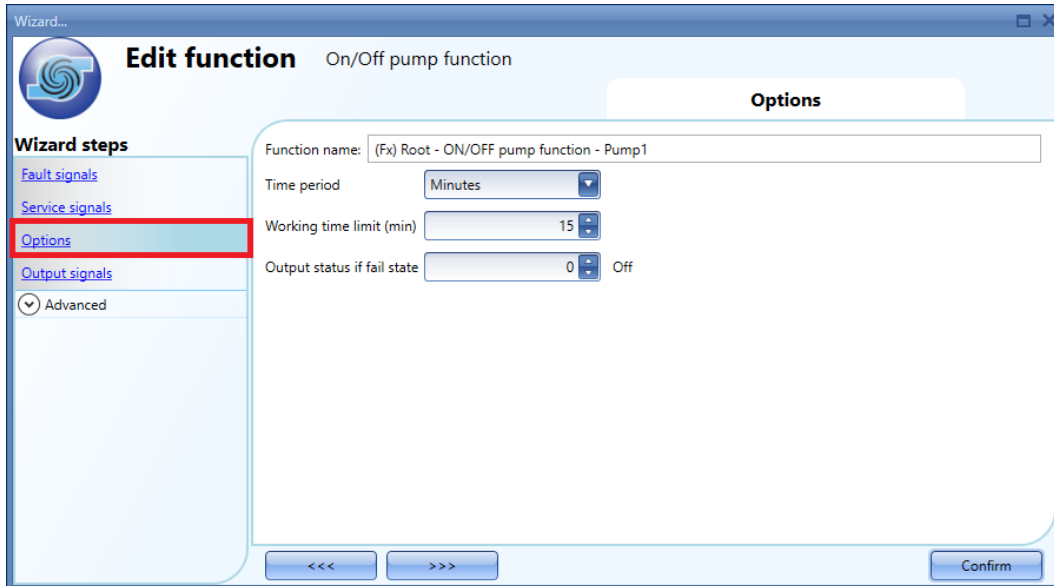 Wizard...
Edit function On/Off pump function
Options
Wizard steps
Fault signals
Service signals
Options
Output signals
Advanced
Function name: (Fx) Root - ON/OFF pump function - Pump1
Time period Minutes
Working time limit (min) 15
Output status if fail state 0 Off
<<< >>> Confirm